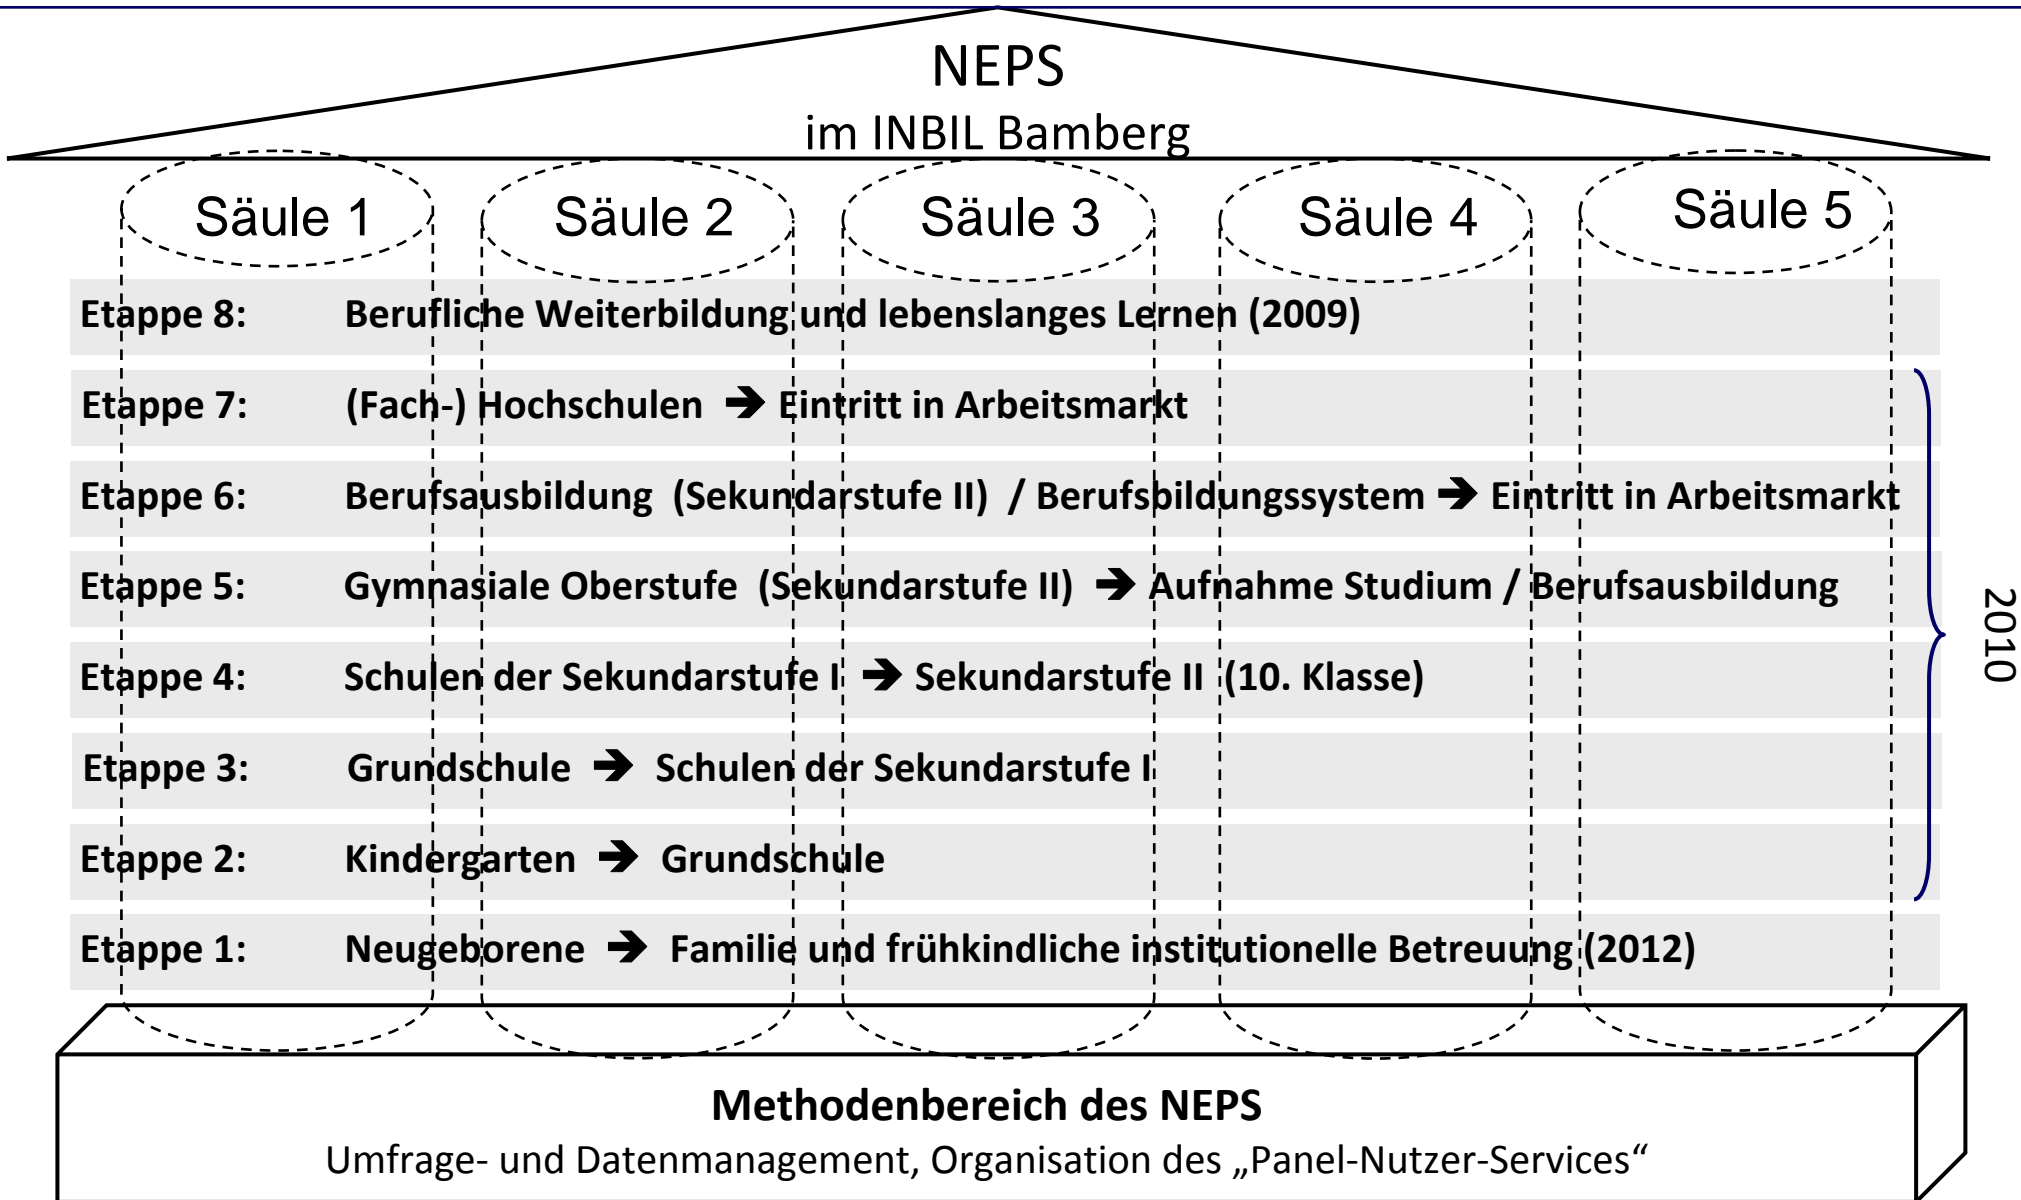 NEPS
im INBIL Bamberg
Säule 1 Säule 2 Säule 3 Säule 4 Säule 5
Etappe 8: Berufliche Weiterbildung und lebenslanges Lernen (2009)
Etappe 7: (Fach-) Hochschulen ➔ Eintritt in Arbeitsmarkt
Etappe 6: Berufsausbildung (Sekundarstufe II) / Berufsbildungssystem ➔ Eintritt in Arbeitsmarkt
Etappe 5: Gymnasiale Oberstufe (Sekundarstufe II) ➔ Aufnahme Studium / Berufsausbildung
Etappe 4: Schulen der Sekundarstufe I ➔ Sekundarstufe II (10. Klasse)
Etappe 3: Grundschule ➔ Schulen der Sekundarstufe I
Etappe 2: Kindergarten ➔ Grundschule
2010
Etappe 1: Neugeborene ➔ Familie und frühkindliche institutionelle Betreuung (2012)
Methodenbereich des NEPS
Umfrage- und Datenmanagement, Organisation des „Panel-Nutzer-Services“